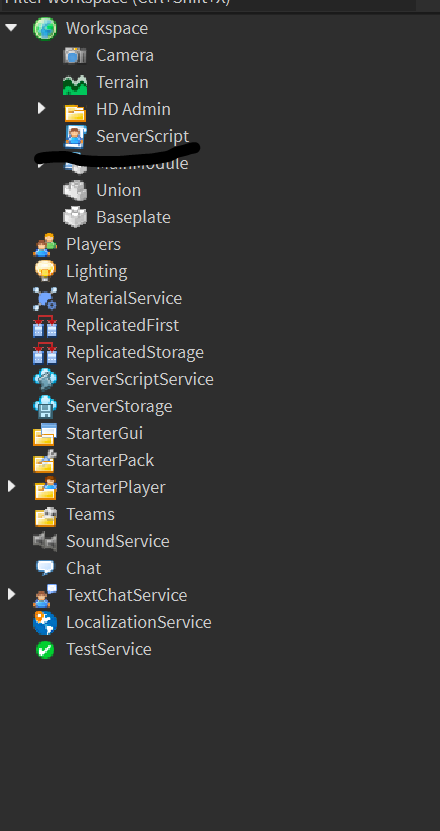 Filter workspace (Ctrl+Shift+X)
Workspace
Camera
Terrain
HD Admin
ServerScript
MainModule
Union
Baseplate
Players
Lighting
MaterialService
ReplicatedFirst
ReplicatedStorage
ServerScriptService
ServerStorage
StarterGui
StarterPack
StarterPlayer
Teams
SoundService
Chat
TextChatService
LocalizationService
TestService